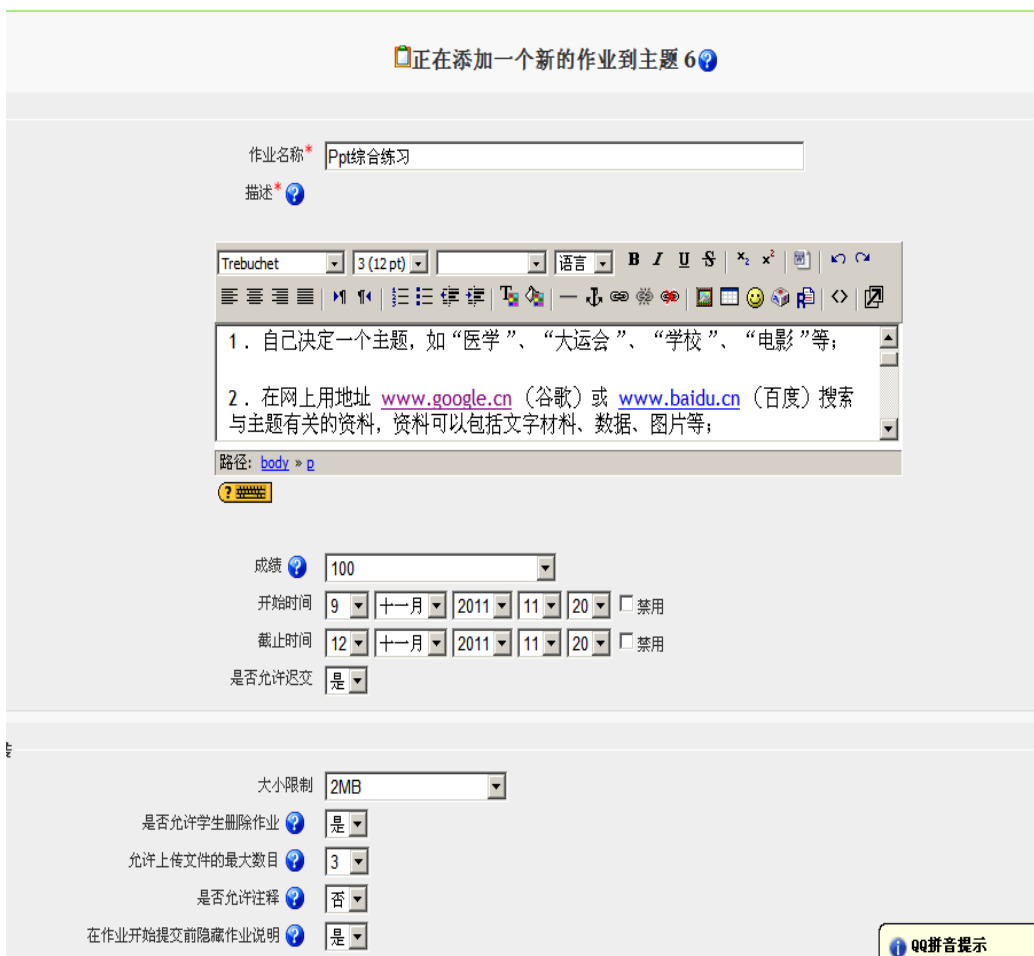 正在添加一个新的作业到主题 6
作业名称* Ppt综合练习
描述*
Trebuchet 3 (12 pt) 语言 B I U S x₂ x²
1．自己决定一个主题，如“医学”、“大运会”、“学校”、“电影”等；
2．在网上用地址 www.google.cn（谷歌）或 www.baidu.cn（百度）搜索
与主题有关的资料，资料可以包括文字材料、数据、图片等；
路径: body » p
成绩 100
开始时间 9 十一月 2011 11 20 禁用
截止时间 12 十一月 2011 11 20 禁用
是否允许迟交 是
大小限制 2MB
是否允许学生删除作业 是
允许上传文件的最大数目 3
是否允许注释 否
在作业开始提交前隐藏作业说明 是
QQ拼音提示